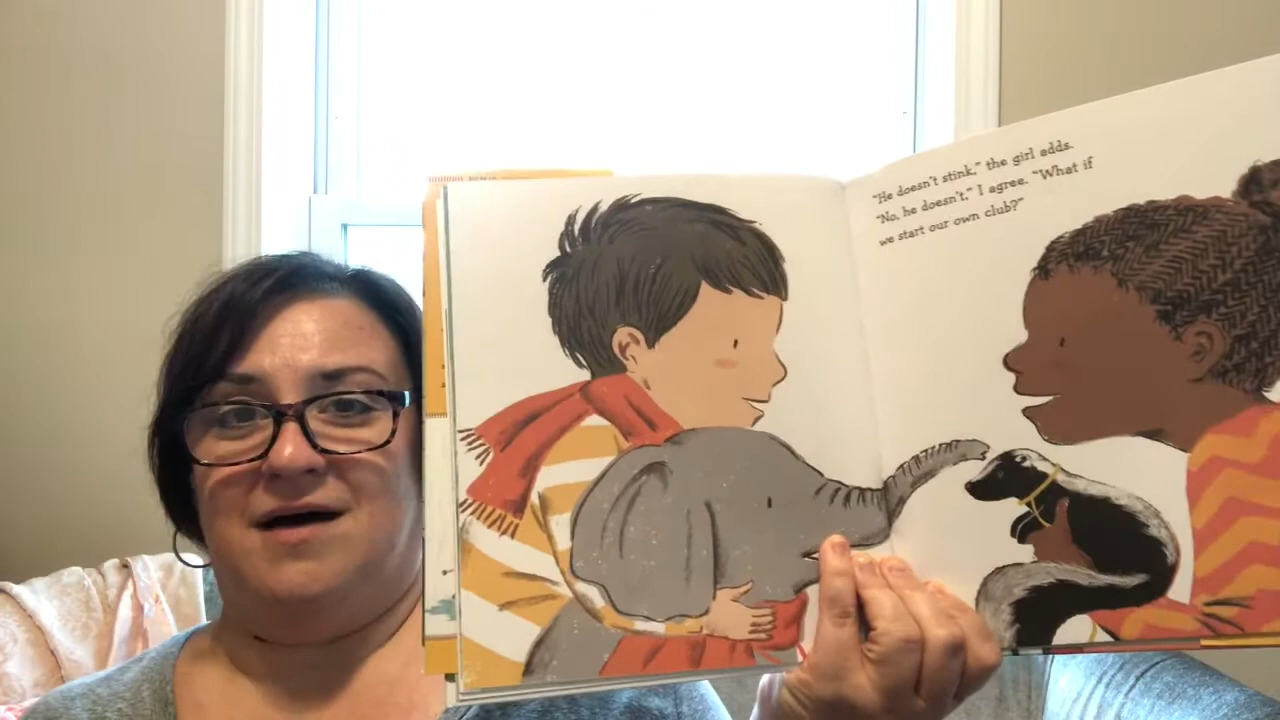 "He doesn't stink," the girl adds.
"No, he doesn't," I agree. "What if
we start our own club?"